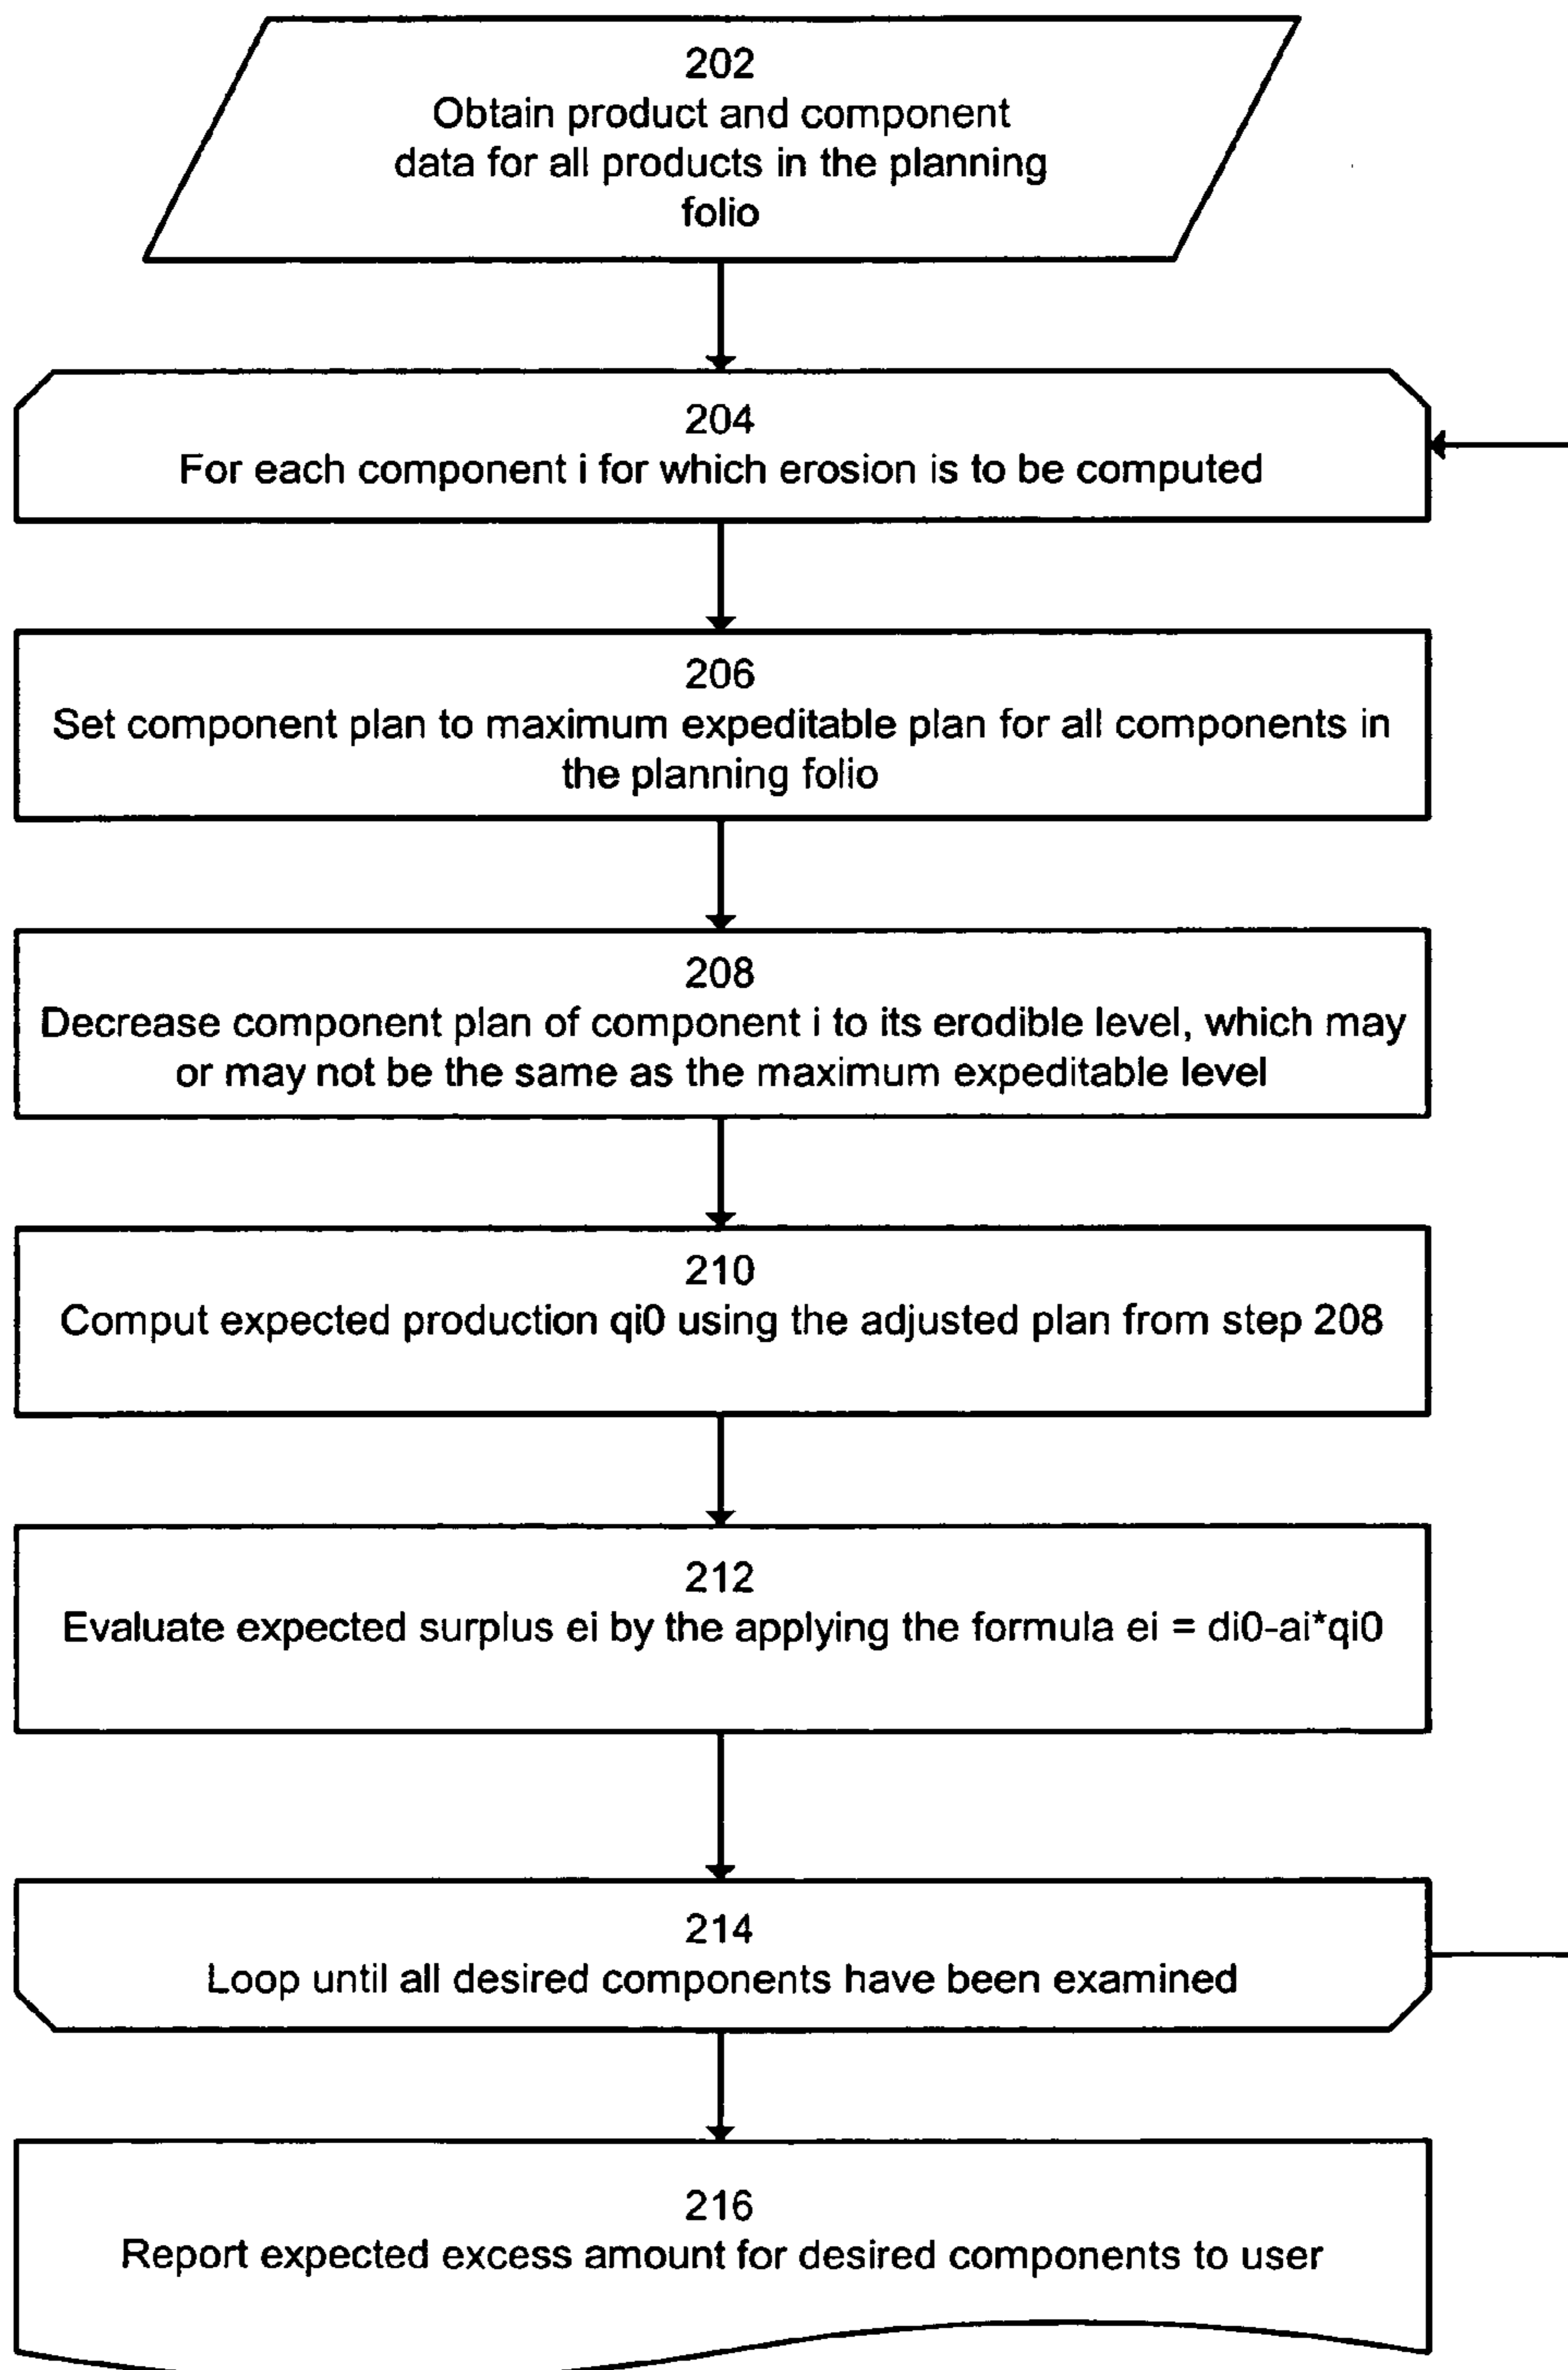 202
Obtain product and component
data for all products in the planning
folio
204
For each component i for which erosion is to be computed
206
Set component plan to maximum expeditable plan for all components in
the planning folio
208
Decrease component plan of component i to its erodible level, which may
or may not be the same as the maximum expeditable level
210
Comput expected production qi0 using the adjusted plan from step 208
212
Evaluate expected surplus ei by the applying the formula ei = di0-ai*qi0
214
Loop until all desired components have been examined
216
Report expected excess amount for desired components to user